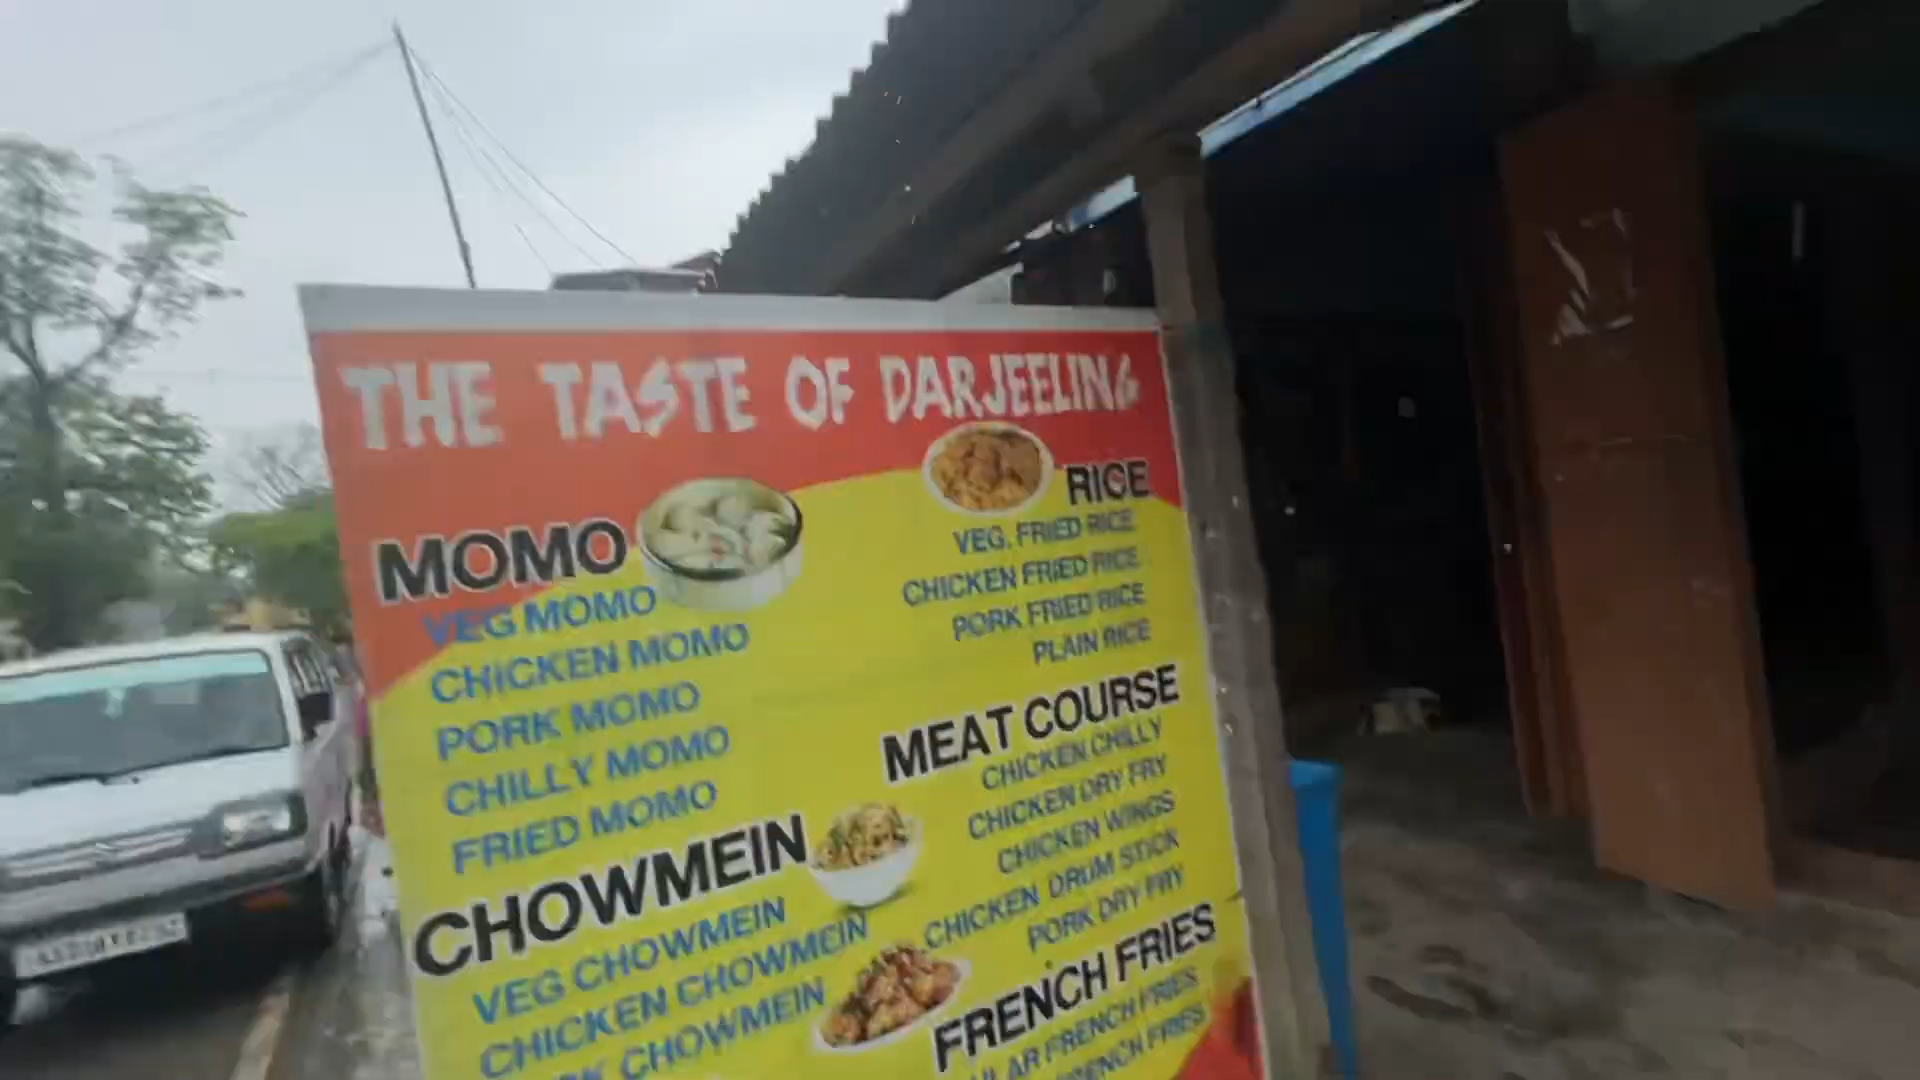 THE TASTE OF DARJEELING
MOMO
VEG MOMO
CHICKEN MOMO
PORK MOMO
CHILLY MOMO
FRIED MOMO
CHOWMEIN
VEG CHOWMEIN
CHICKEN CHOWMEIN
CHOWMEIN
RICE
VEG. FRIED RICE
CHICKEN FRIED RICE
PORK FRIED RICE
PLAIN RICE
MEAT COURSE
CHICKEN CHILLY
CHICKEN DRY FRY
CHICKEN WINGS
CHICKEN DRUM STICK
PORK DRY FRY
FRENCH FRIES
FRENCH FRIES
FRIES